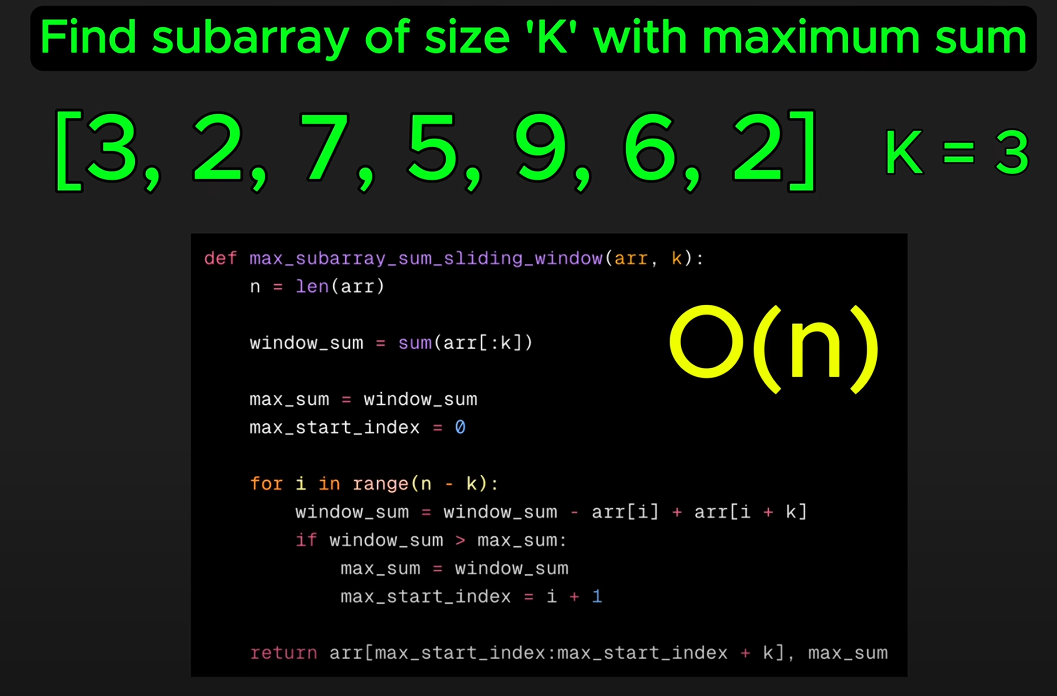 Find subarray of size 'K' with maximum sum
[3, 2, 7, 5, 9, 6, 2] K = 3
def max_subarray_sum_sliding_window(arr, k):
    n = len(arr)
    window_sum = sum(arr[:k])
O(n)
    max_sum = window_sum
    max_start_index = 0
    for i in range(n - k):
        window_sum = window_sum - arr[i] + arr[i + k]
        if window_sum > max_sum:
            max_sum = window_sum
            max_start_index = i + 1
    return arr[max_start_index:max_start_index + k], max_sum